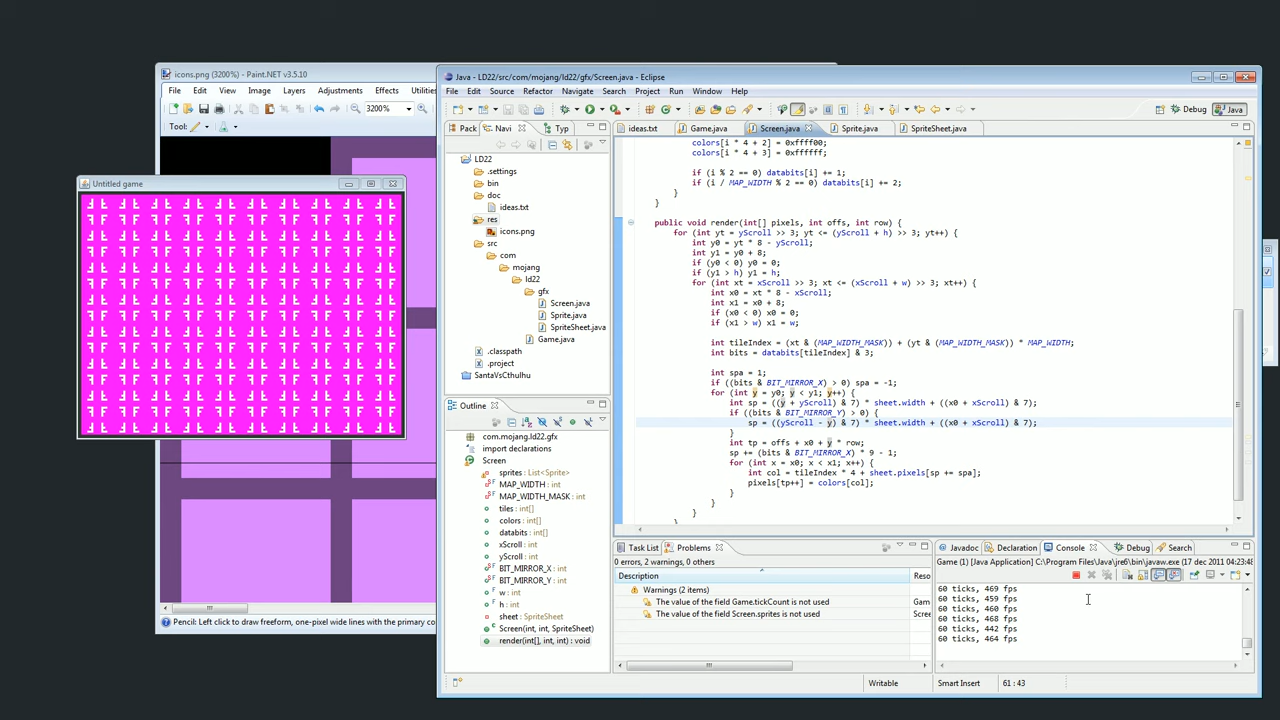 icons.png (3200%) - Paint.NET v3.5.10
File Edit View Image Layers Adjustments Effects Utilities
3200%
Tool:
Pencil: Left click to draw freeform, one-pixel wide lines with the primary co
Untitled game
Java - LD22/src/com/mojang/ld22/gfx/Screen.java - Eclipse
File Edit Source Refactor Navigate Search Project Run Window Help
Debug Java
Pack Navi Typ
LD22
.settings
bin
doc
ideas.txt
res
icons.png
src
com
mojang
ld22
gfx
Screen.java
Sprite.java
SpriteSheet.java
Game.java
.classpath
.project
SantaVsCthulhu
Outline
com.mojang.ld22.gfx
import declarations
Screen
sprites : List<Sprite>
MAP_WIDTH : int
MAP_WIDTH_MASK : int
tiles : int[]
colors : int[]
databits : int[]
xScroll : int
yScroll : int
BIT_MIRROR_X : int
BIT_MIRROR_Y : int
w : int
h : int
sheet : SpriteSheet
Screen(int, int, SpriteSheet)
render(int[], int, int) : void
ideas.txt Game.java Screen.java Sprite.java SpriteSheet.java
colors[i * 4 + 2] = 0xffff00;
colors[i * 4 + 3] = 0xffffff;
if (i % 2 == 0) databits[i] += 1;
if (i / MAP_WIDTH % 2 == 0) databits[i] += 2;
}
}
public void render(int[] pixels, int offs, int row) {
for (int yt = yScroll >> 3; yt <= (yScroll + h) >> 3; yt++) {
int y0 = yt * 8 - yScroll;
int y1 = y0 + 8;
if (y0 < 0) y0 = 0;
if (y1 > h) y1 = h;
for (int xt = xScroll >> 3; xt <= (xScroll + w) >> 3; xt++) {
int x0 = xt * 8 - xScroll;
int x1 = x0 + 8;
if (x0 < 0) x0 = 0;
if (x1 > w) x1 = w;
int tileIndex = (xt & (MAP_WIDTH_MASK)) + (yt & (MAP_WIDTH_MASK)) * MAP_WIDTH;
int bits = databits[tileIndex] & 3;
int spa = 1;
if ((bits & BIT_MIRROR_X) > 0) spa = -1;
for (int y = y0; y < y1; y++) {
int sp = ((y + yScroll) & 7) * sheet.width + ((x0 + xScroll) & 7);
if ((bits & BIT_MIRROR_Y) > 0) {
sp = ((yScroll - y) & 7) * sheet.width + ((x0 + xScroll) & 7);
}
int tp = offs + x0 + y * row;
sp += (bits & BIT_MIRROR_X) * 9 - 1;
for (int x = x0; x < x1; x++) {
int col = tileIndex * 4 + sheet.pixels[sp += spa];
pixels[tp++] = colors[col];
}
}
}
Task List Problems
0 errors, 2 warnings, 0 others
Description Reso
Warnings (2 items)
The value of the field Game.tickCount is not used Gam
The value of the field Screen.sprites is not used Scree
Javadoc Declaration Console Debug Search
Game (1) [Java Application] C:\Program Files\Java\jre6\bin\javaw.exe (17 dec 2011 04:23:48
60 ticks, 469 fps
60 ticks, 459 fps
60 ticks, 460 fps
60 ticks, 468 fps
60 ticks, 442 fps
60 ticks, 464 fps
Writable Smart Insert 61 : 43